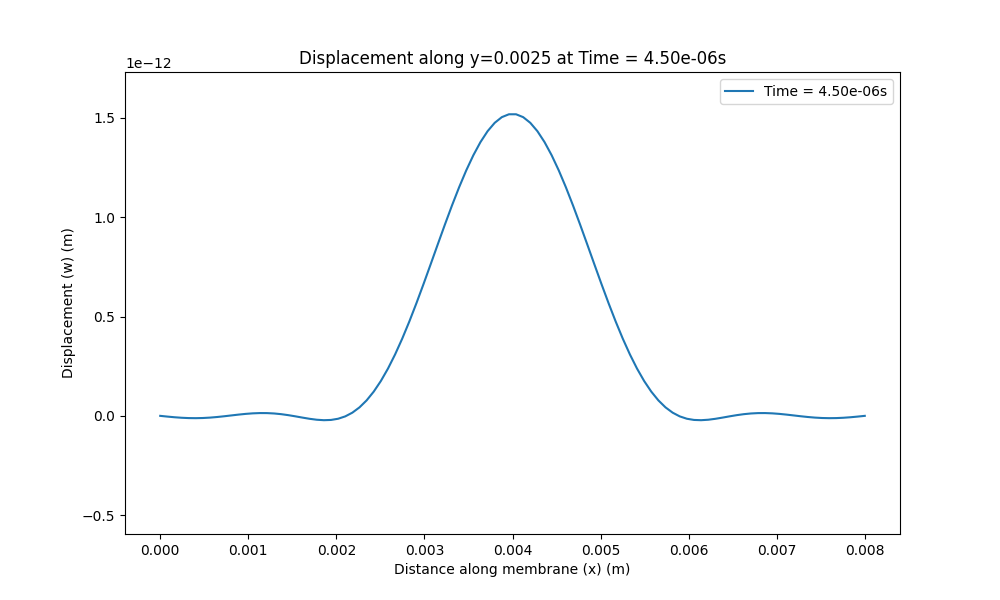 Displacement along y=0.0025 at Time = 4.50e-06s
1e−12
Time = 4.50e-06s
1.5
1.0
0.5
0.0
−0.5
Displacement (w) (m)
0.000 0.001 0.002 0.003 0.004 0.005 0.006 0.007 0.008
Distance along membrane (x) (m)